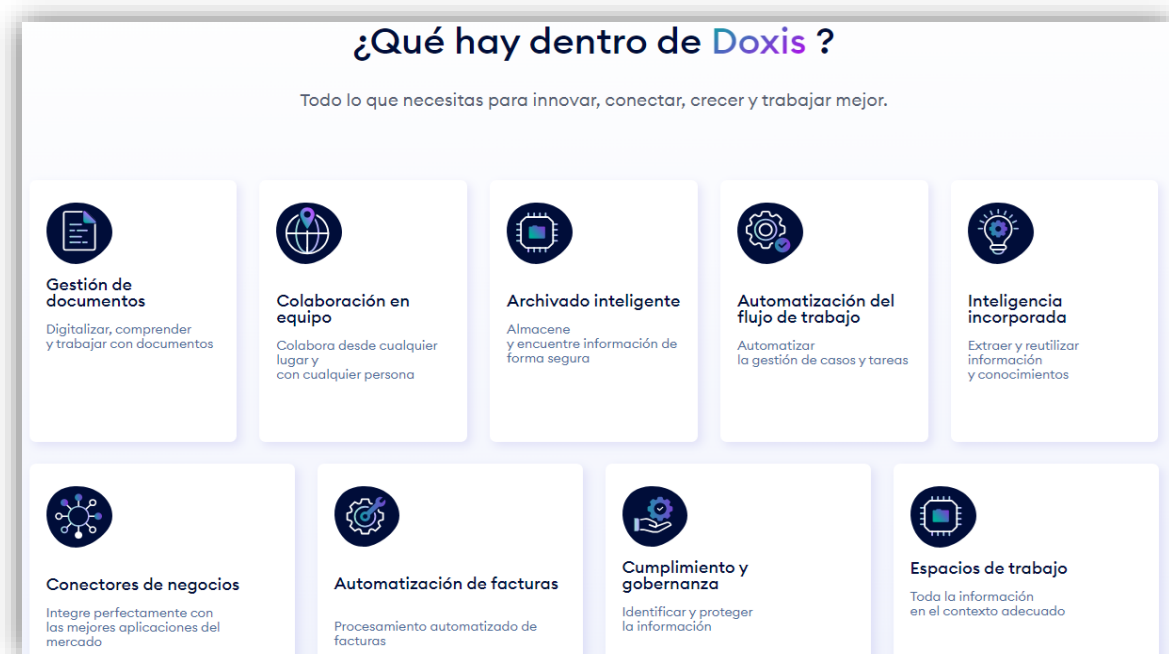 ¿Qué hay dentro de Doxis ?
Todo lo que necesitas para innovar, conectar, crecer y trabajar mejor.
Gestión de
documentos
Digitalizar, comprender
y trabajar con documentos
Colaboración en
equipo
Colabora desde cualquier
lugar y
con cualquier persona
Archivado inteligente
Almacene
y encuentre información de
forma segura
Automatización del
flujo de trabajo
Automatizar
la gestión de casos y tareas
Inteligencia
incorporada
Extraer y reutilizar
información
y conocimientos
Conectores de negocios
Integre perfectamente con
las mejores aplicaciones del
mercado
Automatización de facturas
Procesamiento automatizado de
facturas
Cumplimiento y
gobernanza
Identificar y proteger
la información
Espacios de trabajo
Toda la información
en el contexto adecuado